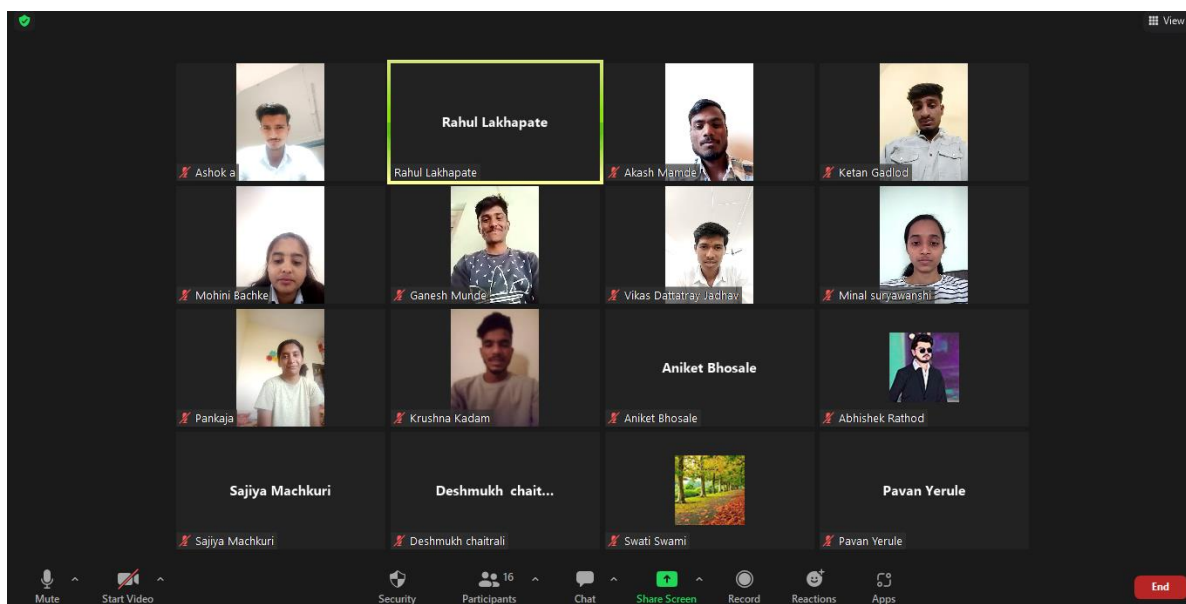 View
Ashok a
Rahul Lakhapate
Rahul Lakhapate
Akash Mamde
Ketan Gadlod
Mohini Bachke
Ganesh Munde
Vikas Dattatray Jadhav
Minal suryawanshi
Pankaja
Krushna Kadam
Aniket Bhosale
Aniket Bhosale
Abhishek Rathod
Sajiya Machkuri
Deshmukh chait...
Pavan Yerule
Sajiya Machkuri
Deshmukh chaitrali
Swati Swami
Pavan Yerule
Mute
Start Video
Security
16
Participants
Chat
Share Screen
Record
Reactions
Apps
End